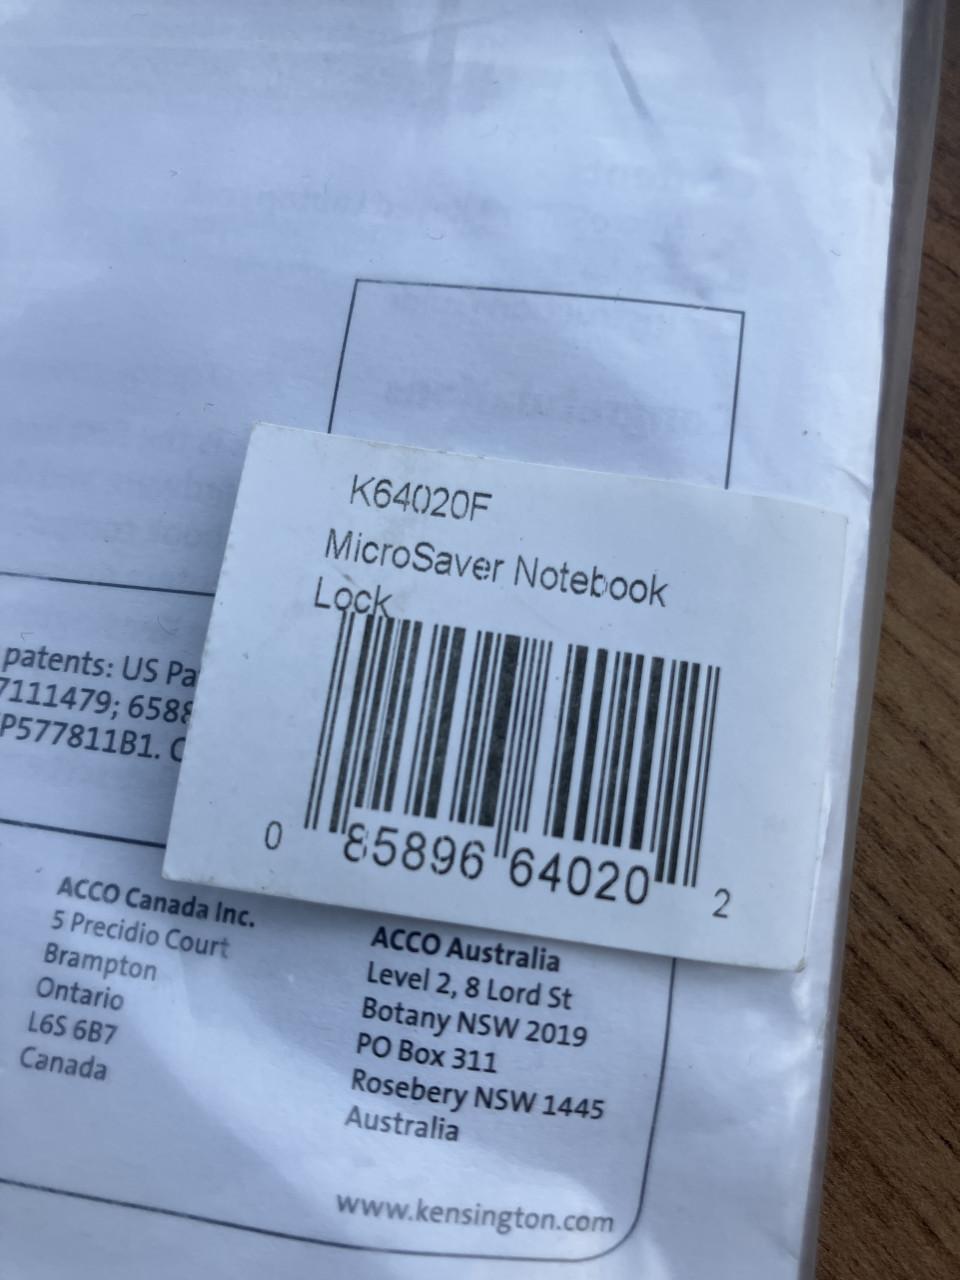 K64020F
MicroSaver Notebook
Lock
0 85896 64020 2
patents: US Pa
7111479; 6588
P577811B1. C
ACCO Canada Inc.
5 Precidio Court
Brampton
Ontario
L6S 6B7
Canada
ACCO Australia
Level 2, 8 Lord St
Botany NSW 2019
PO Box 311
Rosebery NSW 1445
Australia
www.kensington.com